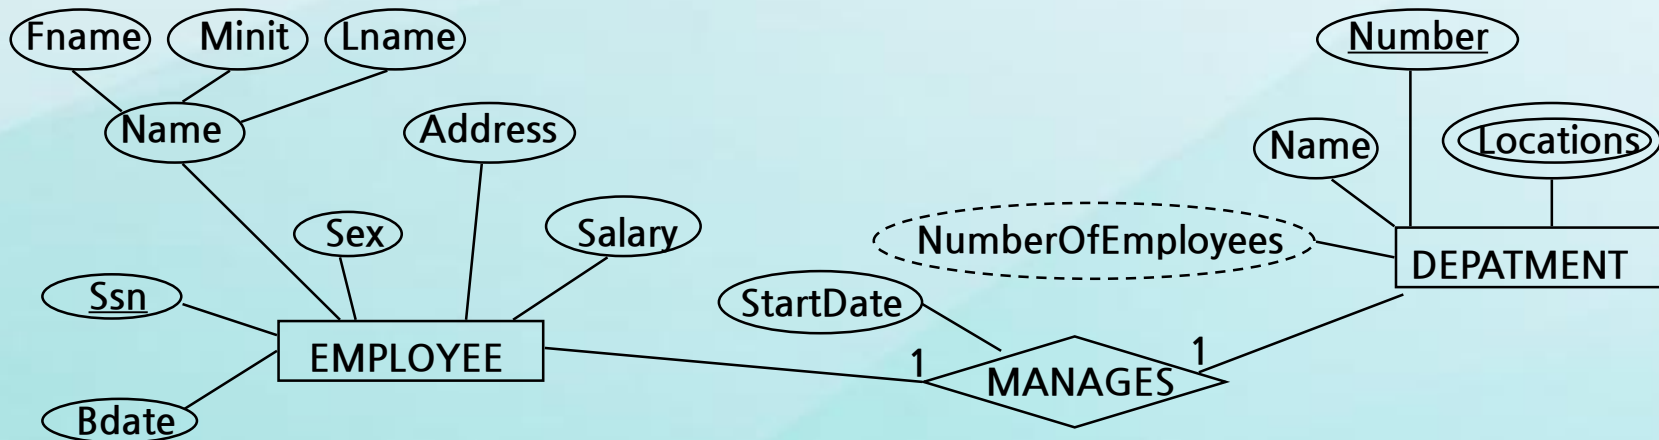 Fname
Minit
Lname
Number
Name
Address
Name
Locations
Sex
Salary
NumberOfEmployees
DEPATMENT
Ssn
StartDate
EMPLOYEE
1
1
MANAGES
Bdate